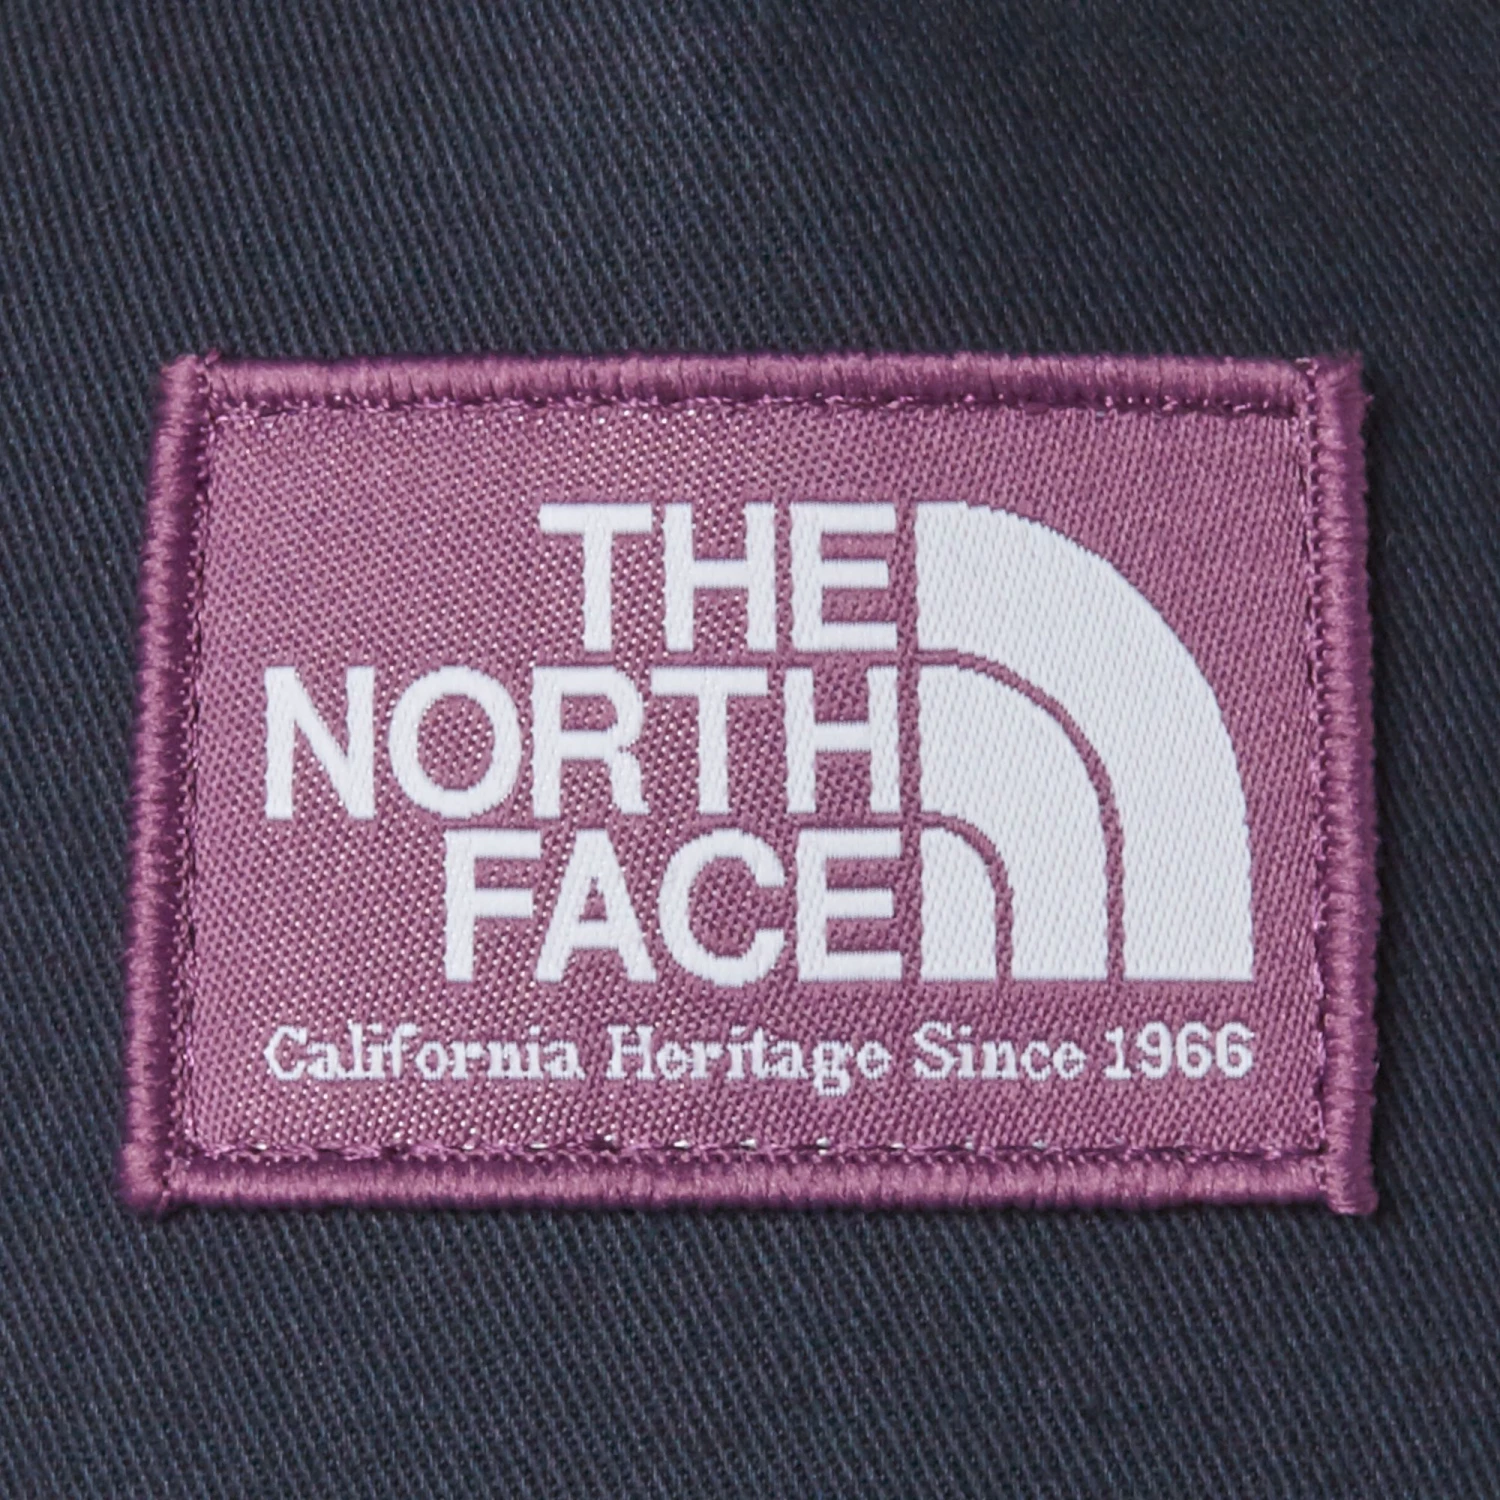 THE
NORTH
FACE
California Heritage Since 1966